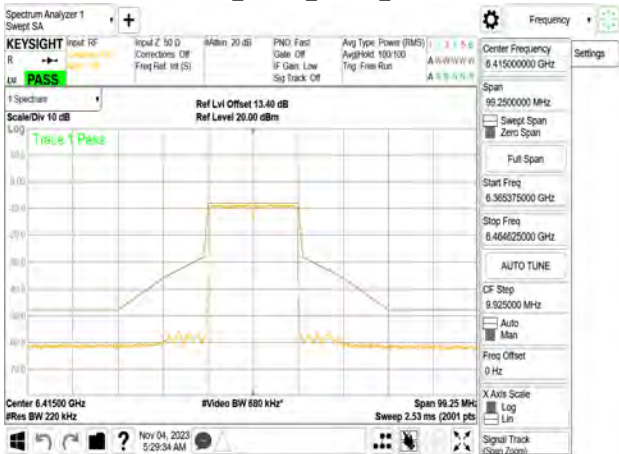 Spectrum Analyzer 1
Swept SA
+
Frequency
KEYSIGHT
Input: RF
Input Z: 50 Ω
#Atten: 20 dB
PNO: Fast
Avg Type: Power (RMS)
Corrections: Off
Gate: Off
Avg|Hold: 100/100
R
Freq Ref: Int (S)
IF Gain: Low
Trig: Free Run
Sig Track: Off
PASS
Center Frequency
6.415000000 GHz
Settings
Span
99.2500000 MHz
Swept Span
Zero Span
Full Span
Start Freq
6.365375000 GHz
Stop Freq
6.464625000 GHz
AUTO TUNE
CF Step
9.925000 MHz
Auto
Man
Freq Offset
0 Hz
X Axis Scale
Log
Lin
Signal Track
(Span Zoom)
1 Spectrum
Ref Lvl Offset 13.40 dB
Scale/Div 10 dB
Ref Level 20.00 dBm
Log
Trace 1 Pass
Center 6.41500 GHz
#Video BW 680 kHz*
Span 99.25 MHz
#Res BW 220 kHz
Sweep 2.53 ms (2001 pts
?
Nov 04, 2023
5:29:34 AM